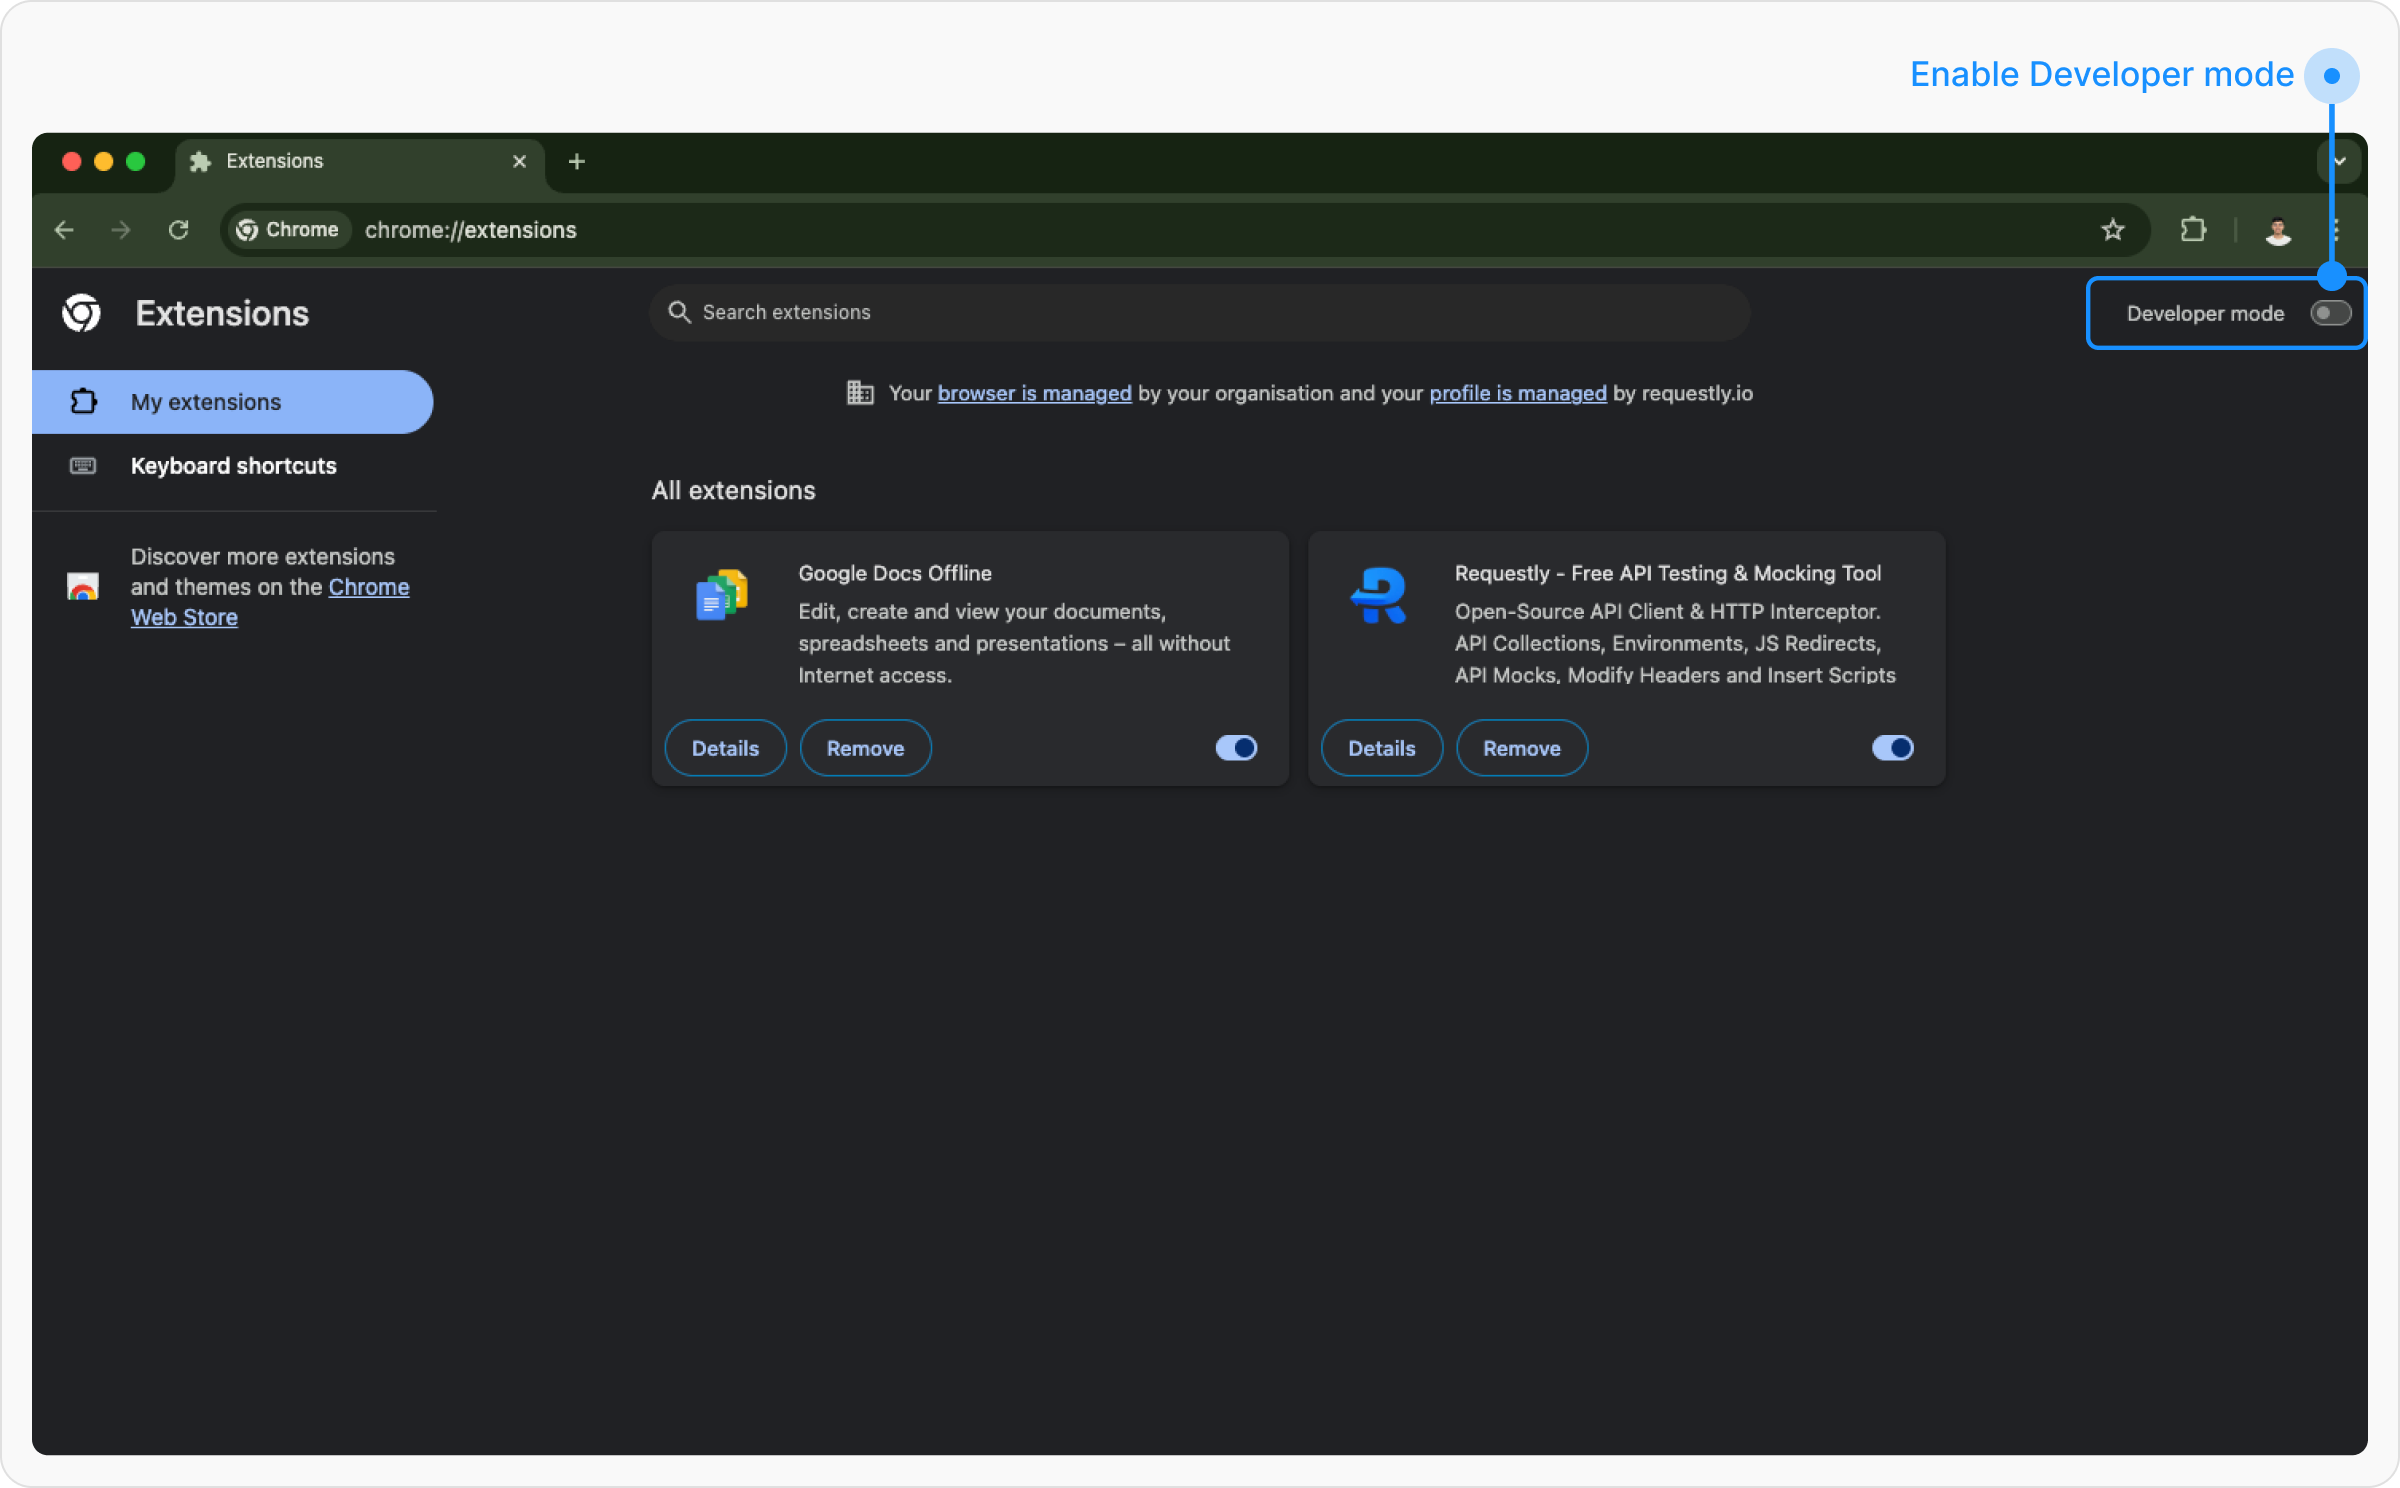 Enable Developer mode
Extensions
Chrome chrome://extensions
Extensions
Search extensions
Developer mode
Your browser is managed by your organisation and your profile is managed by requestly.io
My extensions
Keyboard shortcuts
Discover more extensions
and themes on the Chrome
Web Store
All extensions
Google Docs Offline
Edit, create and view your documents,
spreadsheets and presentations – all without
Internet access.
Details Remove
Requestly - Free API Testing & Mocking Tool
Open-Source API Client & HTTP Interceptor.
API Collections, Environments, JS Redirects,
API Mocks, Modify Headers and Insert Scripts
Details Remove